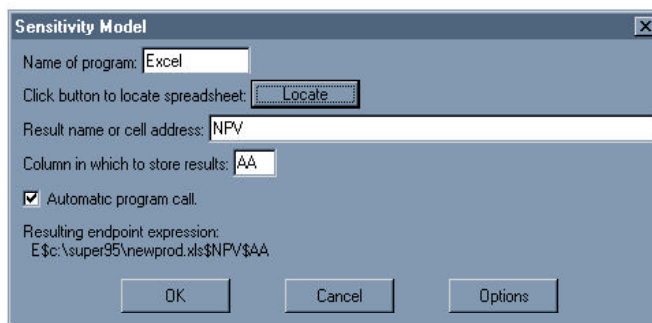 Sensitivity Model
Name of program: Excel
Click button to locate spreadsheet: Locate
Result name or cell address: NPV
Column in which to store results: AA
Automatic program call.
Resulting endpoint expression:
E$c:\super95\newprod.xls$NPV$AA
OK Cancel Options